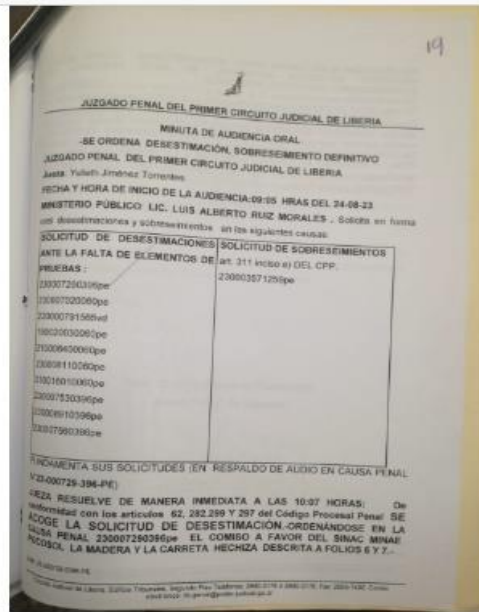 19
JUZGADO PENAL DEL PRIMER CIRCUITO JUDICIAL DE LIBERIA
MINUTA DE AUDIENCIA ORAL
-SE ORDENA DESESTIMACIÓN, SOBRESEIMIENTO DEFINITIVO
JUZGADO PENAL DEL PRIMER CIRCUITO JUDICIAL DE LIBERIA
Jueza: Yulieth Jiménez Torrentes
FECHA Y HORA DE INICIO DE LA AUDIENCIA:09:05 HRAS DEL 24-08-23
MINISTERIO PÚBLICO LIC. LUIS ALBERTO RUIZ MORALES . Solicita en forma
oral desestimaciones y sobreseimientos en las siguientes causas:
SOLICITUD DE DESESTIMACIONES
ANTE LA FALTA DE ELEMENTOS DE
PRUEBAS :
230007290396pe
230007910060pe
230008110060pe
230007530396pe
SOLICITUD DE SOBRESEIMIENTOS
art. 311 inciso e) DEL CPP.
230003571259pe
FUNDAMENTA SUS SOLICITUDES (EN RESPALDO DE AUDIO EN CAUSA PENAL
23-000729-396-PE)
JUEZA RESUELVE DE MANERA INMEDIATA A LAS 10:07 HORAS: De
conformidad con los artículos 62, 282,299 Y 297 del Código Procesal Penal SE
ACOGE LA SOLICITUD DE DESESTIMACIÓN.-ORDENÁNDOSE EN LA
CAUSA PENAL 230007290396pe EL COMISO A FAVOR DEL SINAC MINAE
PECOSOL LA MADERA Y LA CARRETA HECHIZA DESCRITA A FOLIOS 6 Y 7.-